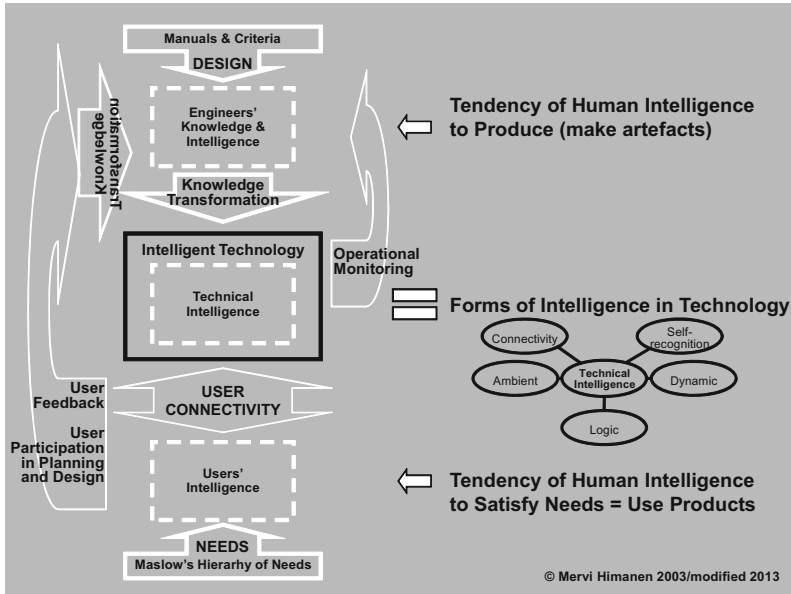 Manuals & Criteria
DESIGN
Engineers'
Knowledge &
Intelligence
Knowledge
Transformation
Knowledge
Transformation
Tendency of Human Intelligence
to Produce (make artefacts)
Intelligent Technology
Technical
Intelligence
Operational
Monitoring
Forms of Intelligence in Technology
Connectivity
Self-
recognition
Ambient
Technical
Intelligence
Dynamic
Logic
User
Feedback
User
Participation
in Planning
and Design
USER
CONNECTIVITY
Users'
Intelligence
Tendency of Human Intelligence
to Satisfy Needs = Use Products
NEEDS
Maslow's Hierarhy of Needs
© Mervi Himanen 2003/modified 2013